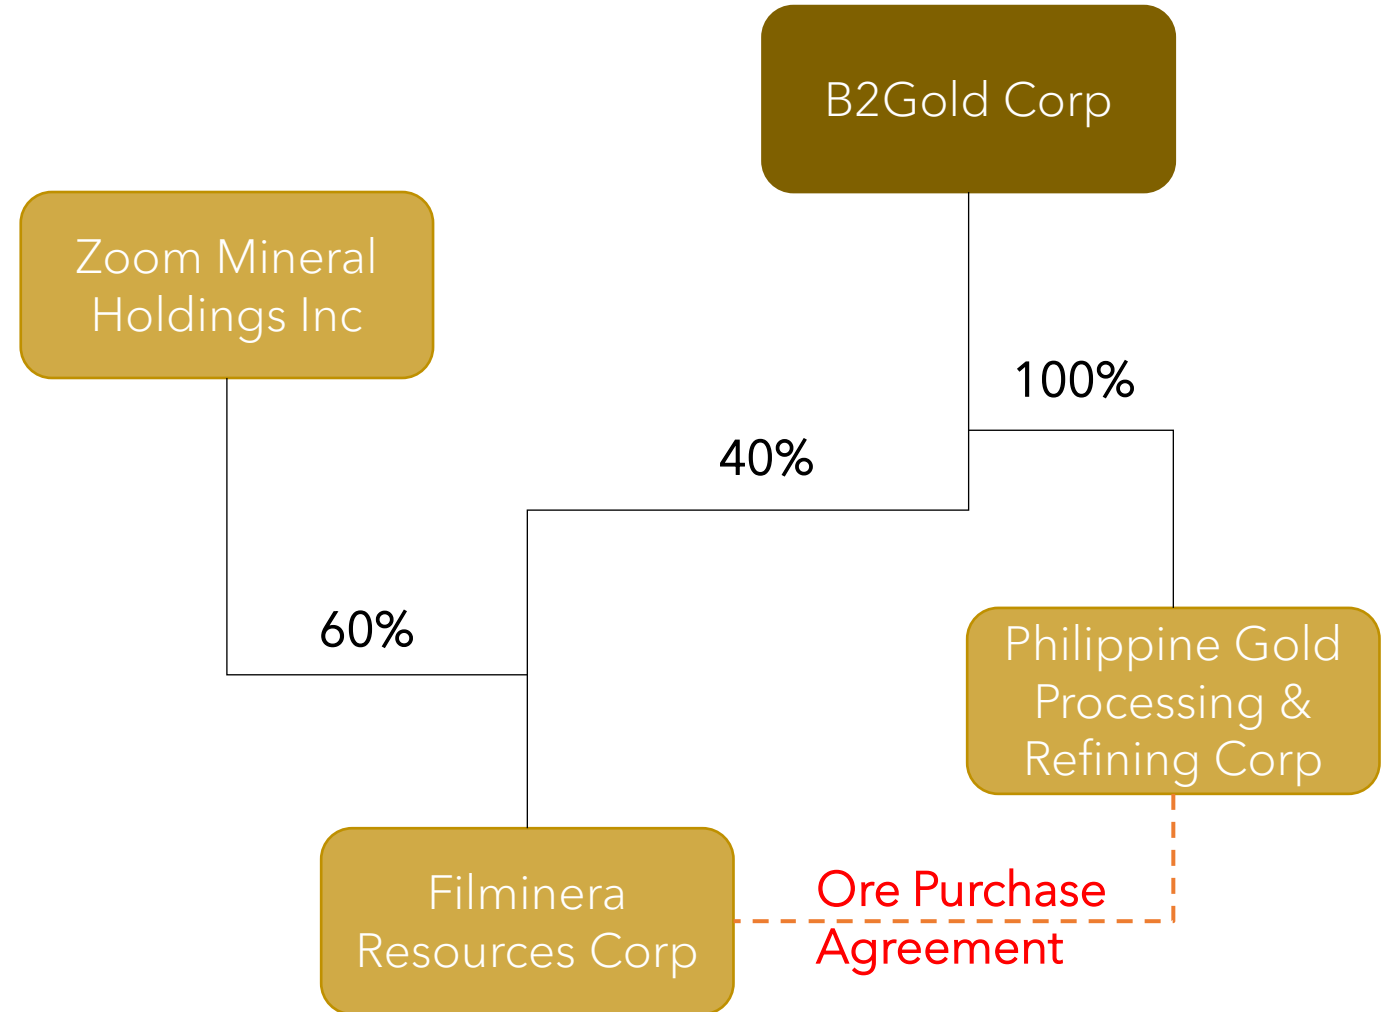 B2Gold Corp
Zoom Mineral
Holdings Inc
100%
40%
60%
Philippine Gold
Processing &
Refining Corp
Filminera
Resources Corp
Ore Purchase
Agreement